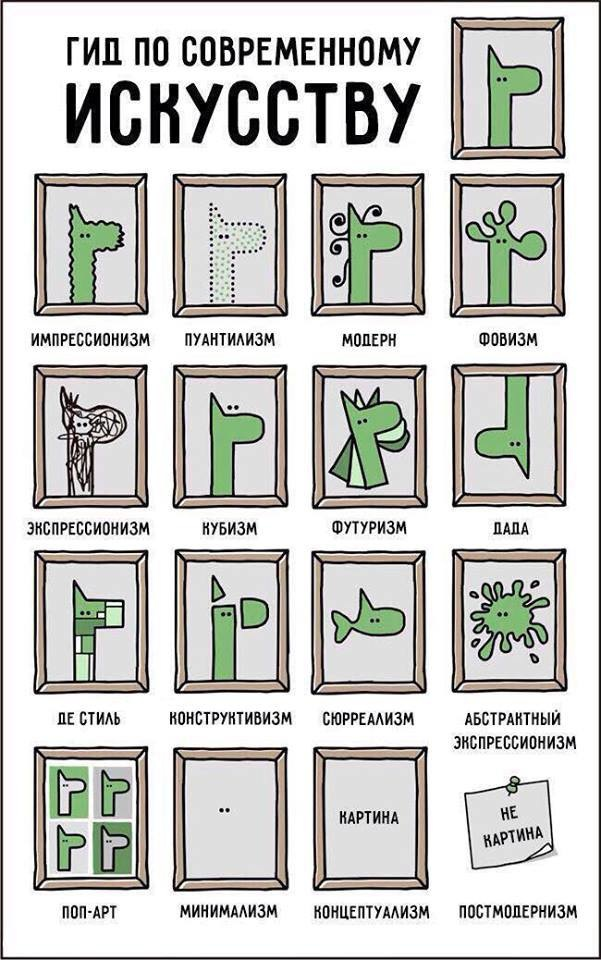 ГИД ПО СОВРЕМЕННОМУ
ИСКУССТВУ
ИМПРЕССИОНИЗМ
ПУАНТИЛИЗМ
МОДЕРН
ФОВИЗМ
ЭКСПРЕССИОНИЗМ
КУБИЗМ
ФУТУРИЗМ
ДАДА
ДЕ СТИЛЬ
КОНСТРУКТИВИЗМ
СЮРРЕАЛИЗМ
АБСТРАКТНЫЙ
ЭКСПРЕССИОНИЗМ
КАРТИНА
НЕ
КАРТИНА
ПОП-АРТ
МИНИМАЛИЗМ
КОНЦЕПТУАЛИЗМ
ПОСТМОДЕРНИЗМ